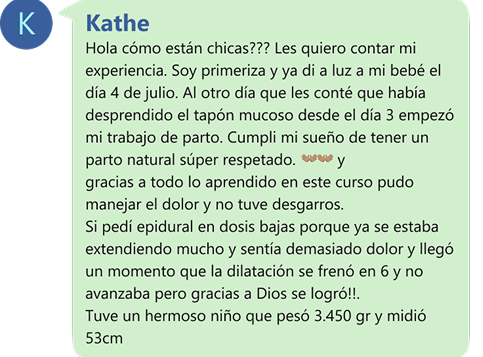 K
Kathe
Hola cómo están chicas??? Les quiero contar mi
experiencia. Soy primeriza y ya di a luz a mi bebé el
día 4 de julio. Al otro día que les conté que había
desprendido el tapón mucoso desde el día 3 empezó
mi trabajo de parto. Cumpli mi sueño de tener un
parto natural súper respetado. 👐🏽👐🏽 y
gracias a todo lo aprendido en este curso pudo
manejar el dolor y no tuve desgarros.
Si pedí epidural en dosis bajas porque ya se estaba
extendiendo mucho y sentía demasiado dolor y llegó
un momento que la dilatación se frenó en 6 y no
avanzaba pero gracias a Dios se logró!!.
Tuve un hermoso niño que pesó 3.450 gr y midió
53cm